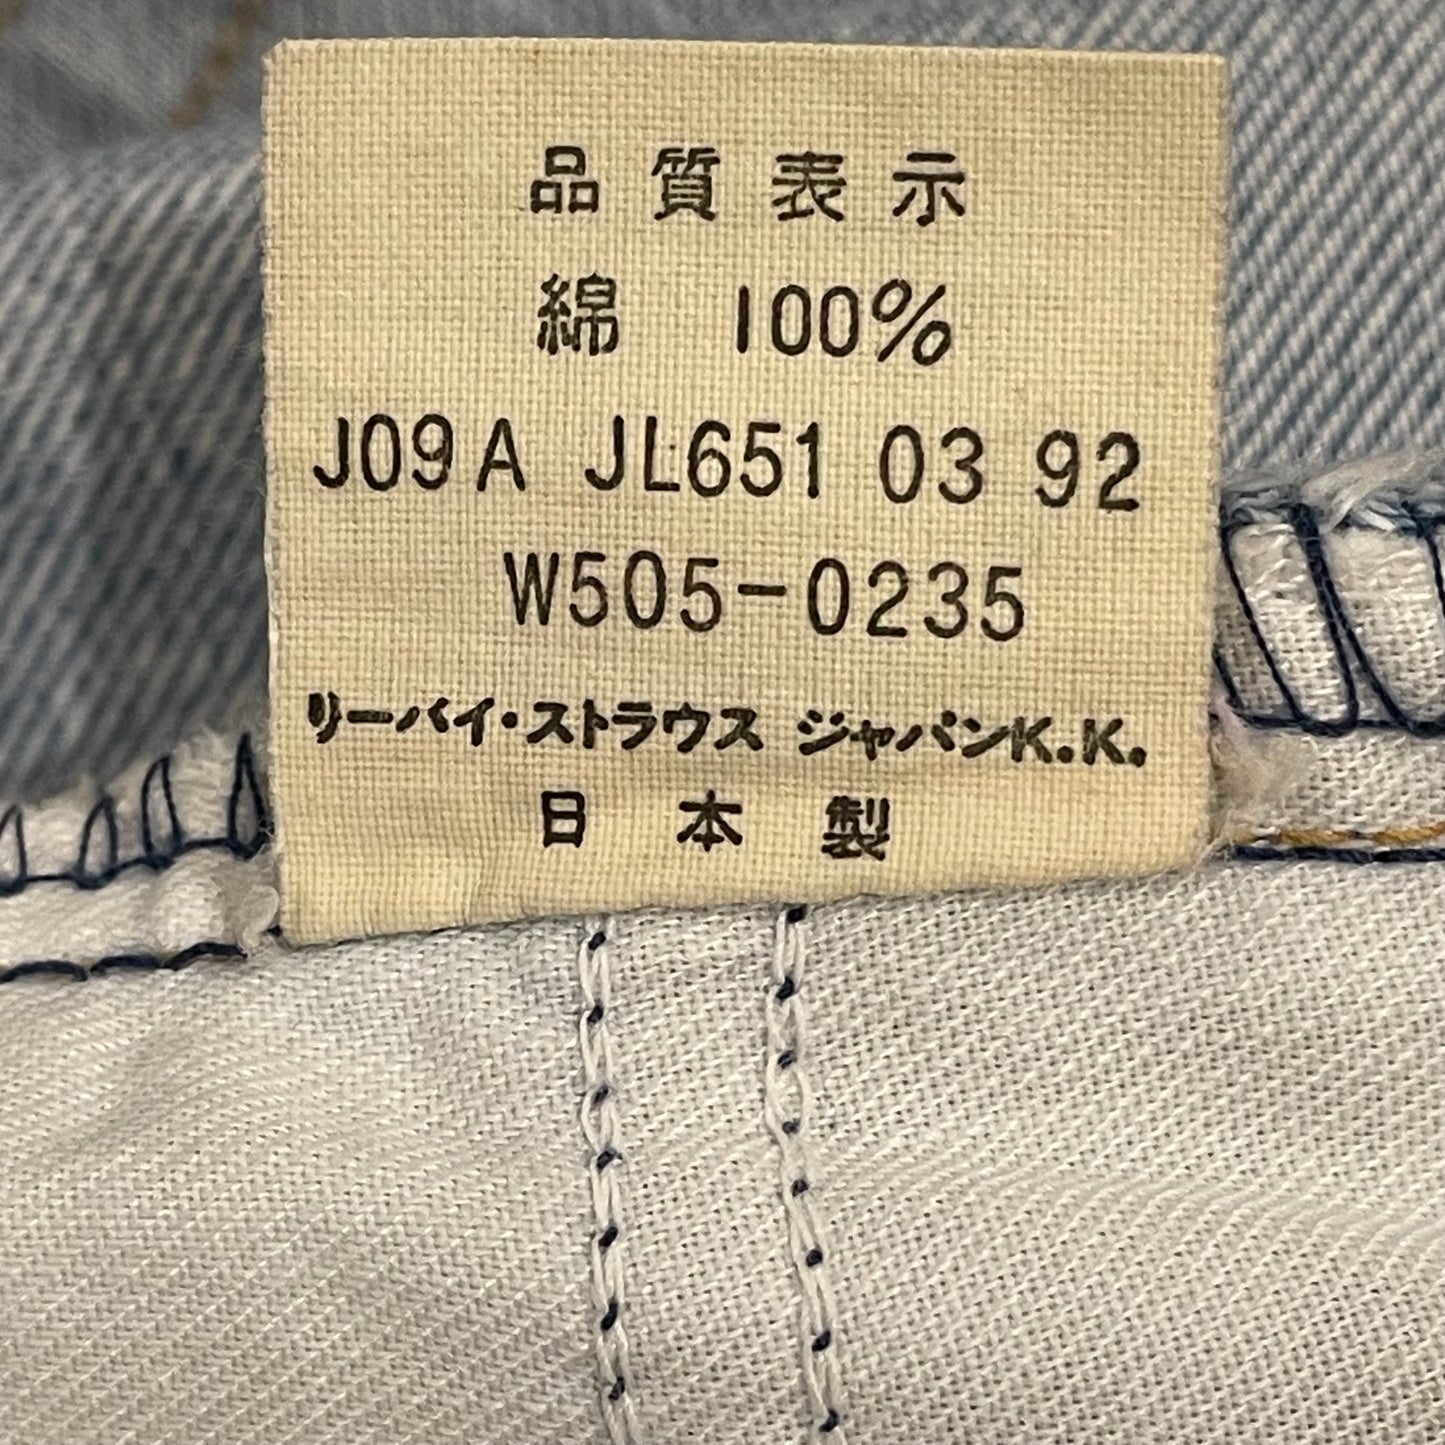 品質表示
綿 100%
J09A JL651 03 92
W505-0235
リーバイ・ストラウス ジャパンK.K.
日本製